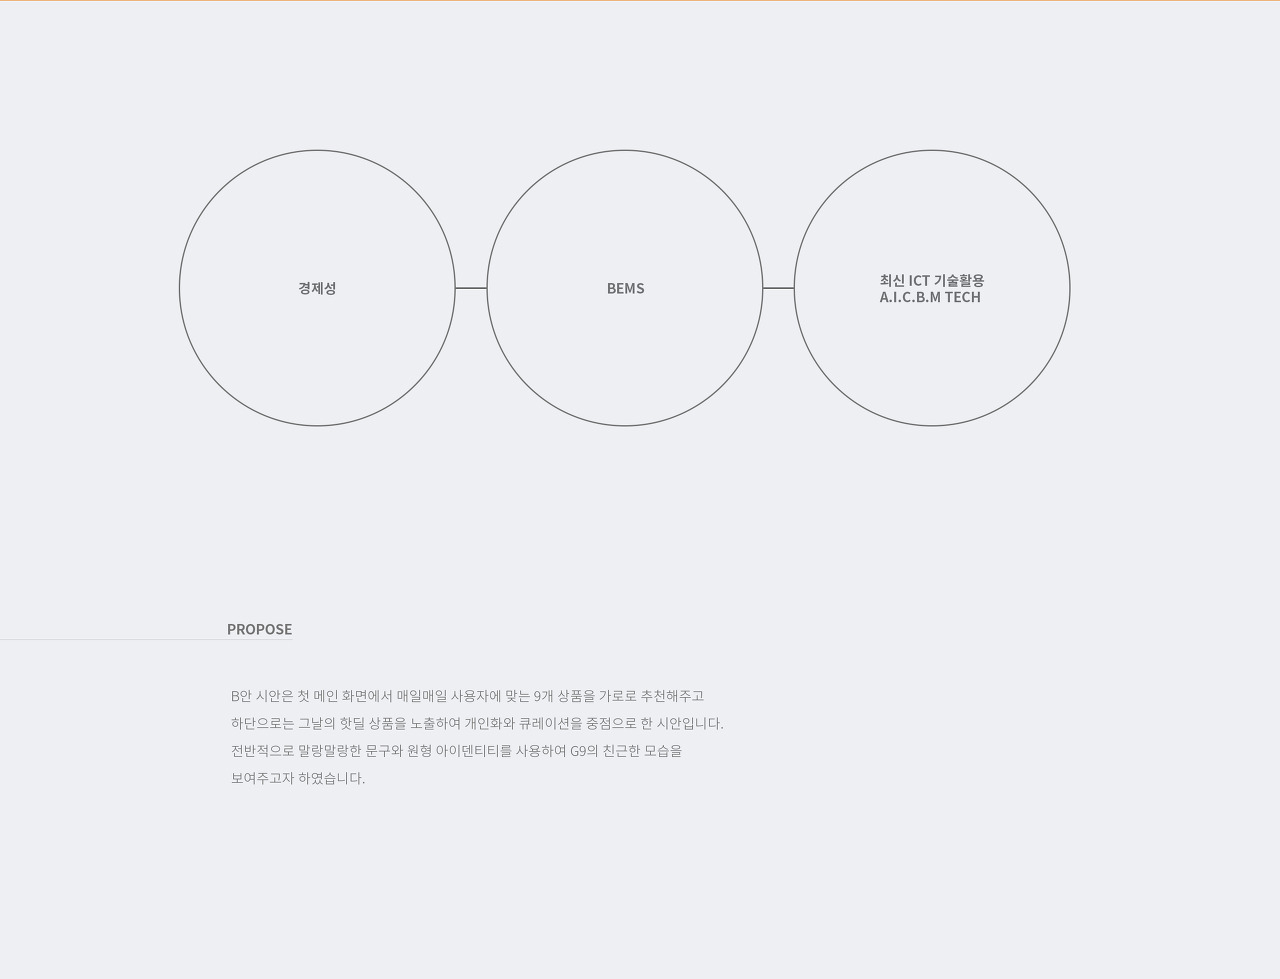 경제성
BEMS
최신 ICT 기술활용
A.I.C.B.M TECH
PROPOSE
B안 시안은 첫 메인 화면에서 매일매일 사용자에 맞는 9개 상품을 가로로 추천해주고
하단으로는 그날의 핫딜 상품을 노출하여 개인화와 큐레이션을 중점으로 한 시안입니다.
전반적으로 말랑말랑한 문구와 원형 아이덴티티를 사용하여 G9의 친근한 모습을
보여주고자 하였습니다.